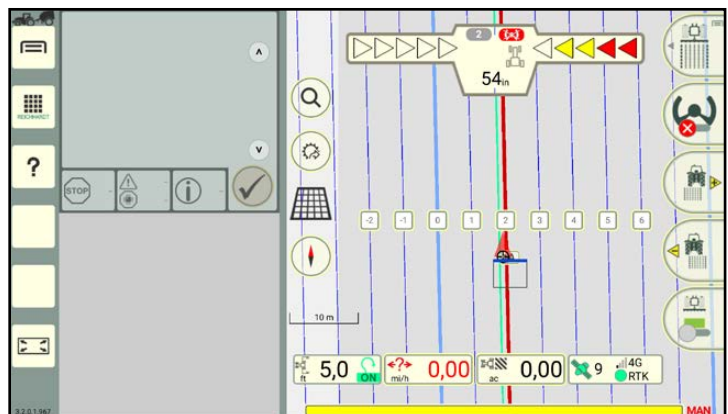 2
54in
REICHHARDT
?
STOP
-2 -1 0 1 2 3 4 5 6
10 m
5,0 ft
ON
<?>
mi/h 0,00
ac 0,00
9
4G
RTK
3.2.0.1.967
MAN